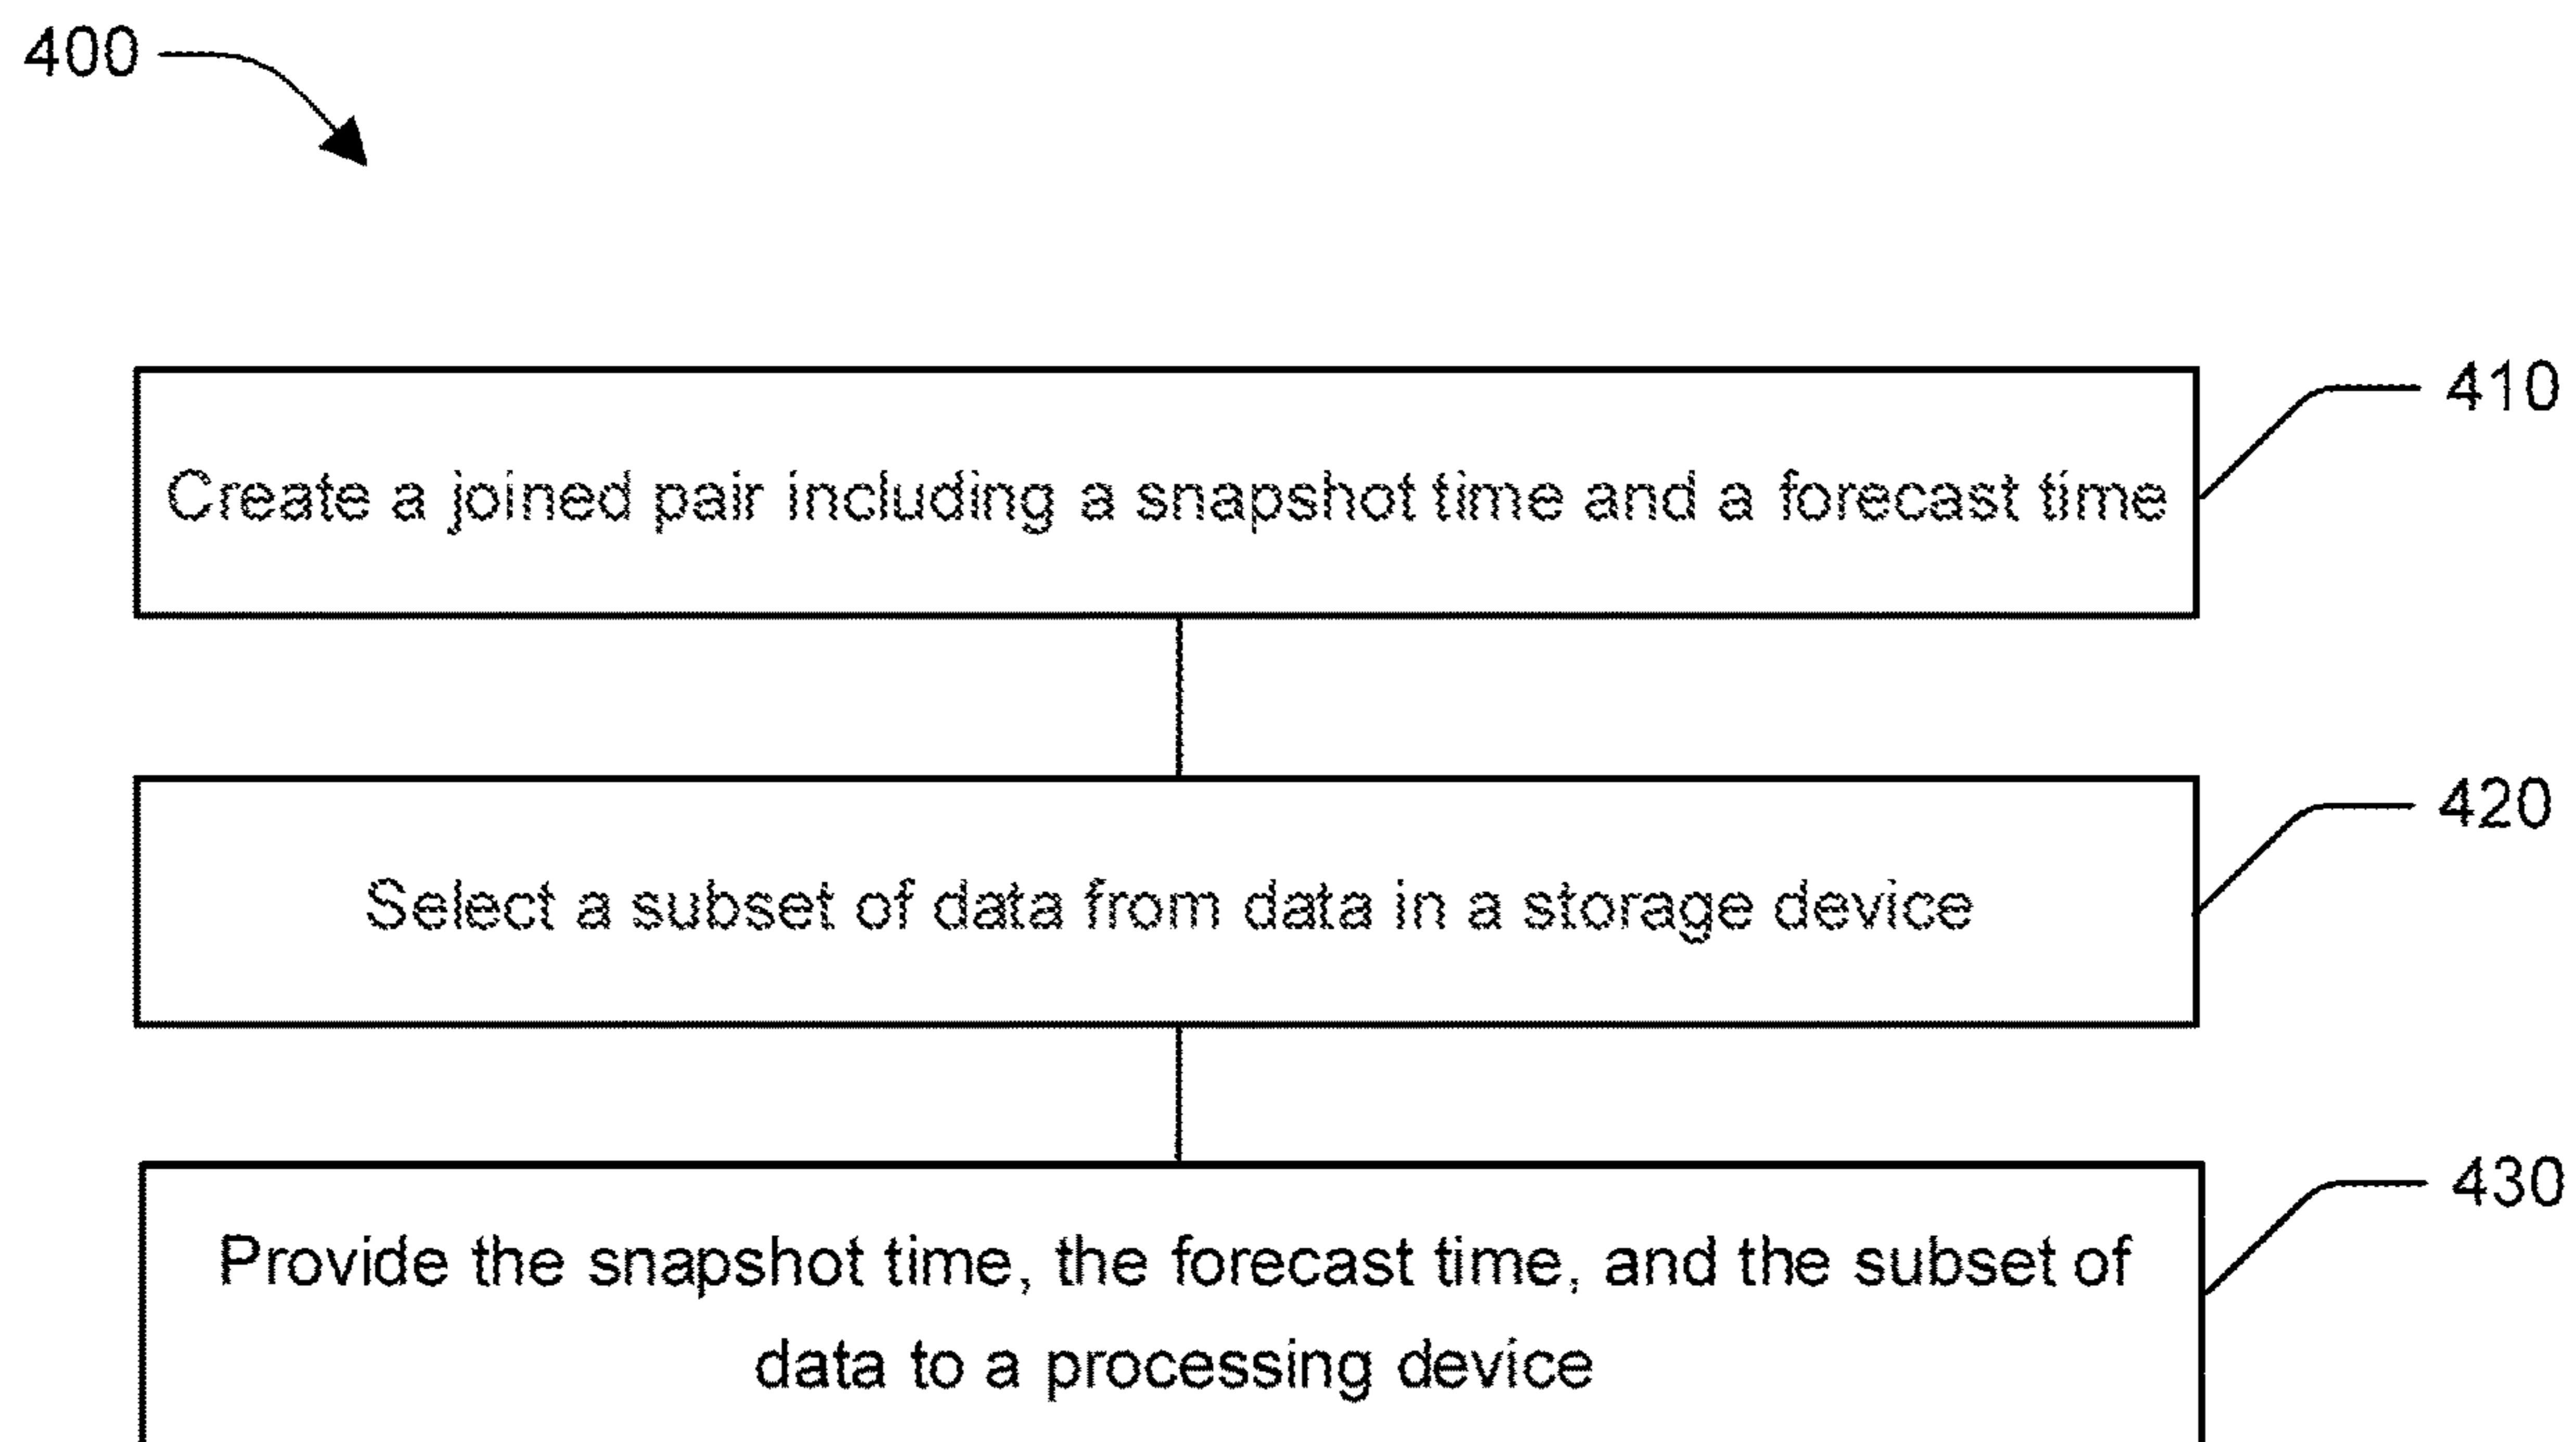 400
410
Create a joined pair including a snapshot time and a forecast time
420
Select a subset of data from data in a storage device
430
Provide the snapshot time, the forecast time, and the subset of
data to a processing device